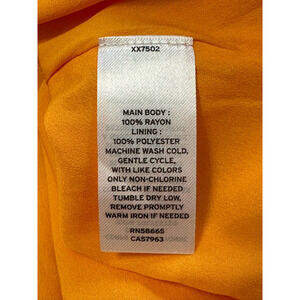 XX7502
MAIN BODY :
100% RAYON
LINING :
100% POLYESTER
MACHINE WASH COLD,
GENTLE CYCLE,
WITH LIKE COLORS
ONLY NON-CHLORINE
BLEACH IF NEEDED
TUMBLE DRY LOW,
REMOVE PROMPTLY
WARM IRON IF NEEDED
RN58665
CA57963